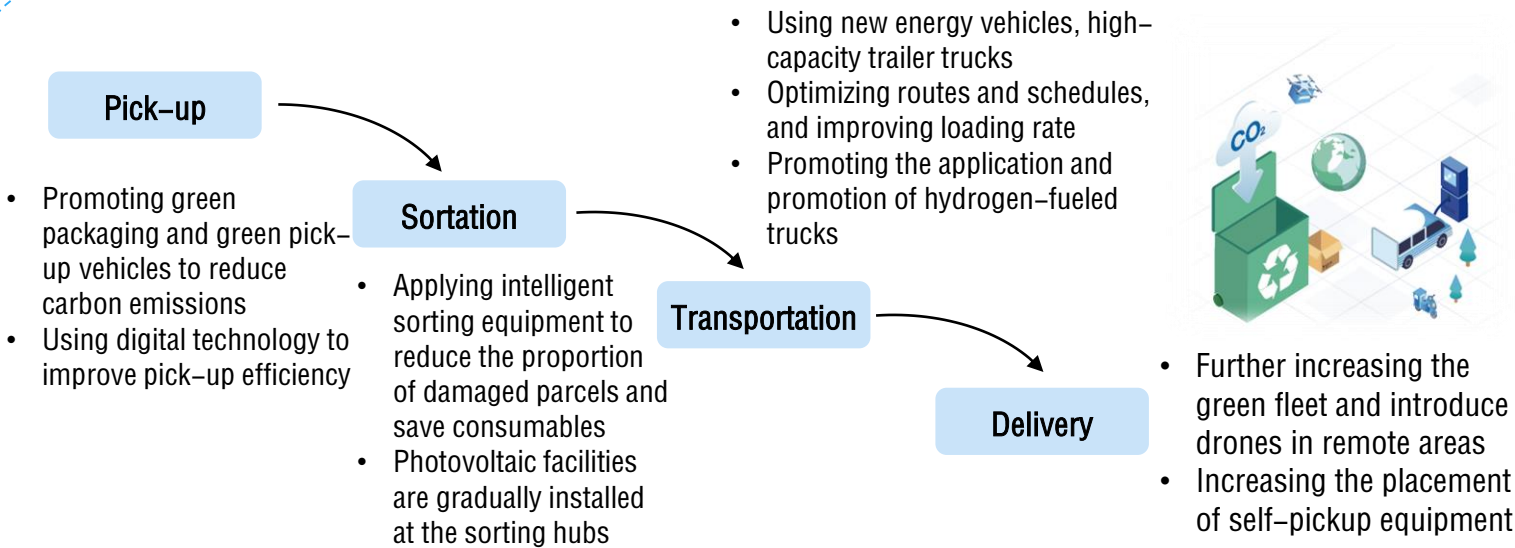 Pick–up
• Promoting green
packaging and green pick–
up vehicles to reduce
carbon emissions
• Using digital technology to
improve pick–up efficiency
Sortation
• Applying intelligent
sorting equipment to
reduce the proportion
of damaged parcels and
save consumables
• Photovoltaic facilities
are gradually installed
at the sorting hubs
• Using new energy vehicles, high–
capacity trailer trucks
• Optimizing routes and schedules,
and improving loading rate
• Promoting the application and
promotion of hydrogen–fueled
trucks
Transportation
Delivery
CO₂
• Further increasing the
green fleet and introduce
drones in remote areas
• Increasing the placement
of self–pickup equipment